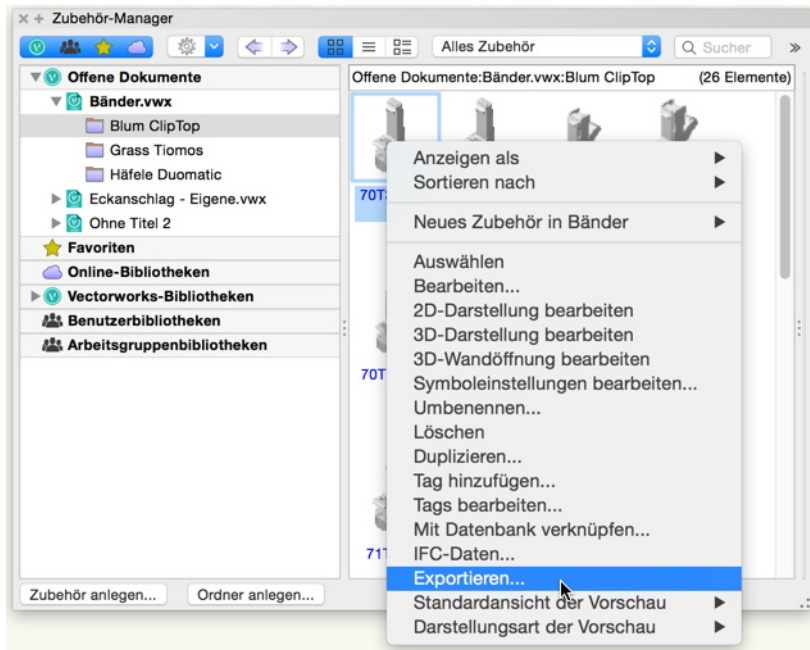 Zubehör-Manager
Alles Zubehör
Sucher
Offene Dokumente
Bänder.vwx
Blum ClipTop
Grass Tiomos
Häfele Duomatic
Eckanschlag - Eigene.vwx
Ohne Titel 2
Favoriten
Online-Bibliotheken
Vectorworks-Bibliotheken
Benutzerbibliotheken
Arbeitsgruppenbibliotheken
Zubehör anlegen...
Ordner anlegen...
Offene Dokumente:Bänder.vwx:Blum ClipTop (26 Elemente)
Anzeigen als
Sortieren nach
Neues Zubehör in Bänder
Auswählen
Bearbeiten...
2D-Darstellung bearbeiten
3D-Darstellung bearbeiten
3D-Wandöffnung bearbeiten
Symboleinstellungen bearbeiten...
Umbenennen...
Löschen
Duplizieren...
Tag hinzufügen...
Tags bearbeiten...
Mit Datenbank verknüpfen...
IFC-Daten...
Exportieren...
Standardansicht der Vorschau
Darstellungsart der Vorschau